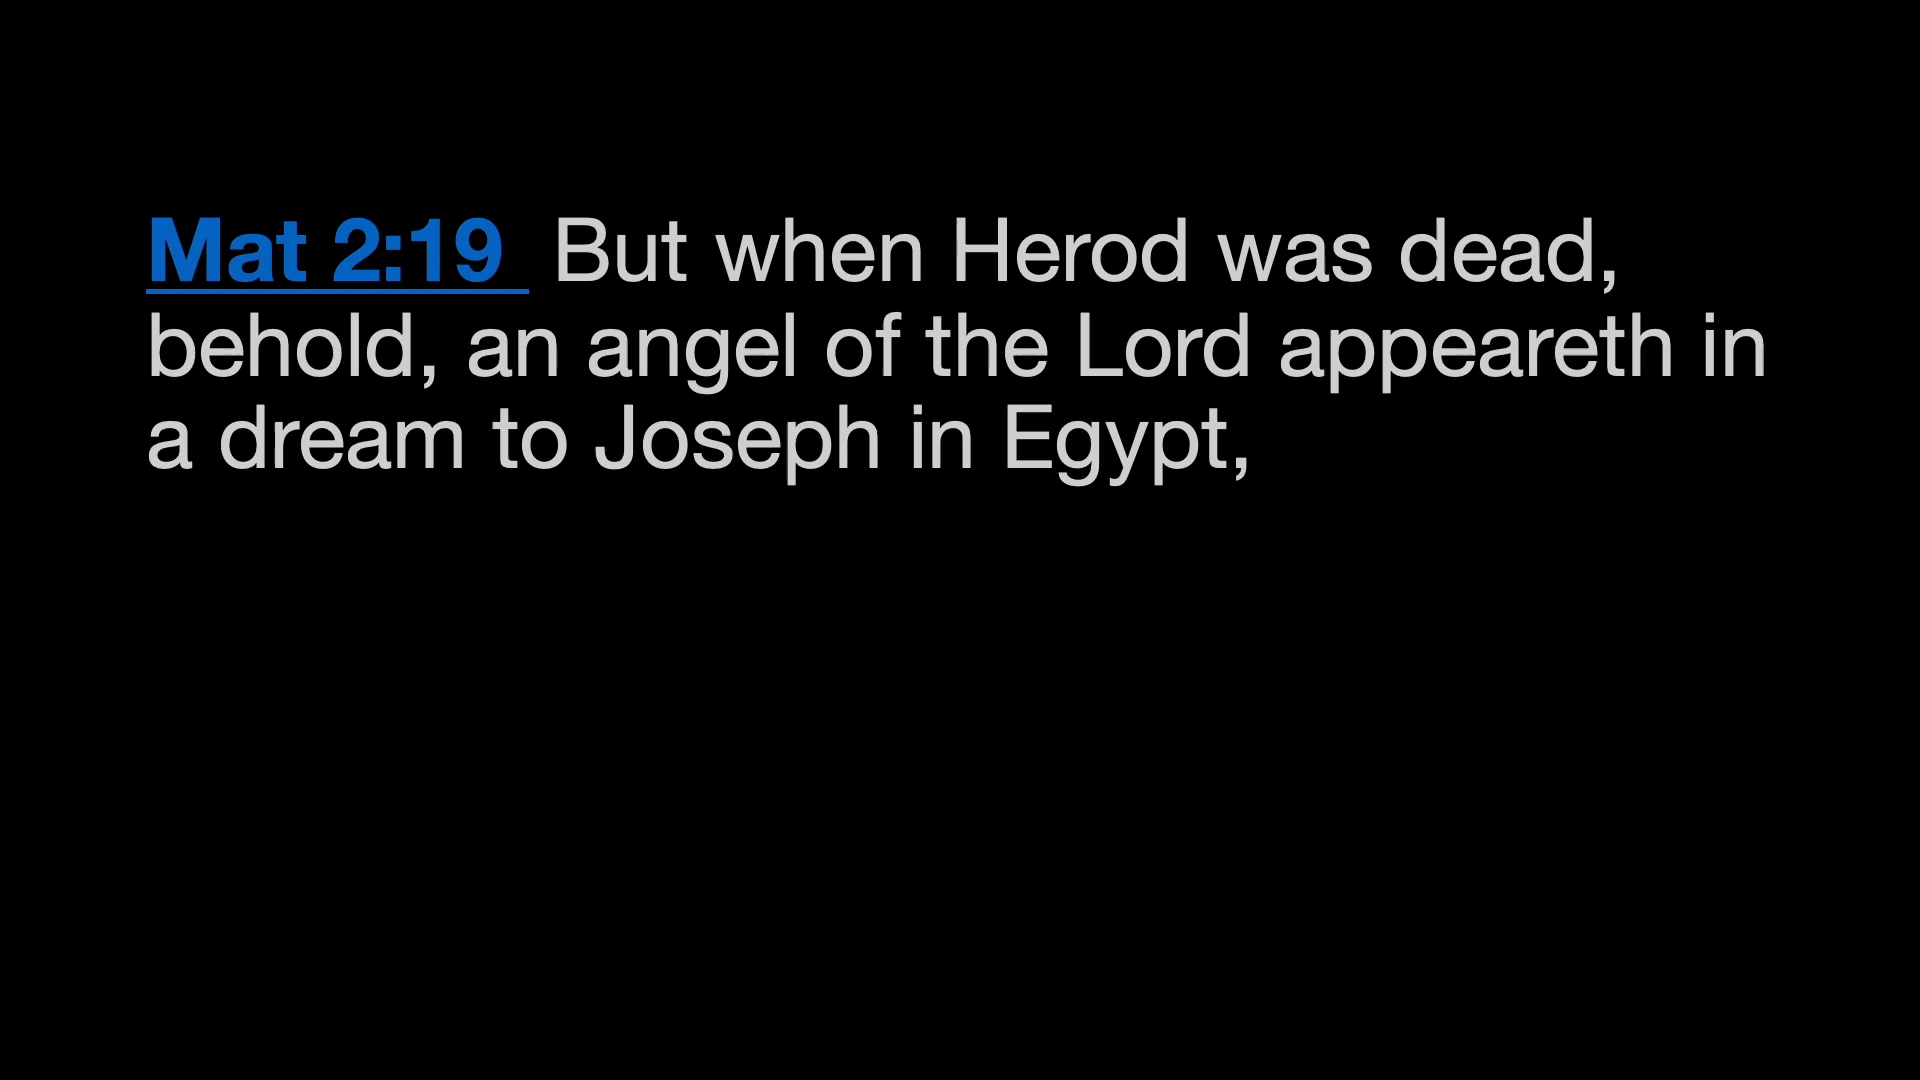 Mat 2:19  But when Herod was dead,
behold, an angel of the Lord appeareth in
a dream to Joseph in Egypt,